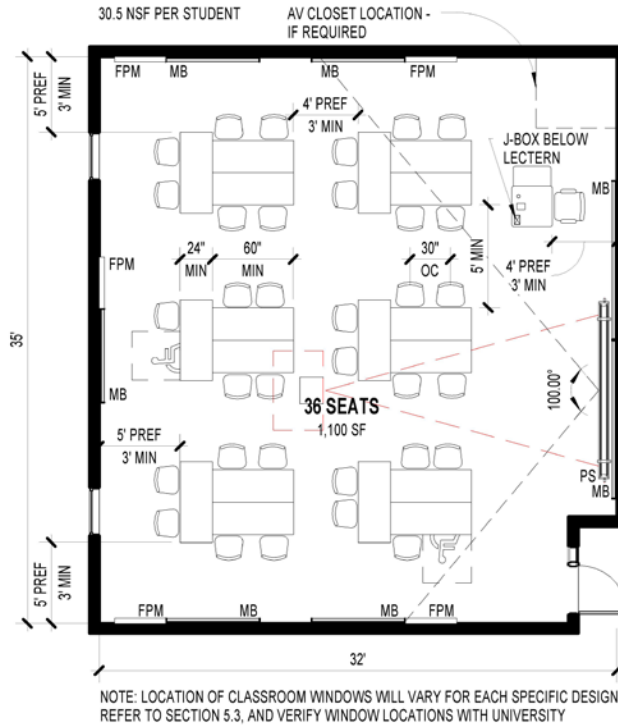 30.5 NSF PER STUDENT
AV CLOSET LOCATION -
IF REQUIRED
FPM
MB
MB
FPM
5' PREF
3' MIN
4' PREF
3' MIN
J-BOX BELOW
LECTERN
MB
FPM
24"
MIN
60"
MIN
30"
OC
5' MIN
4' PREF
3' MIN
35'
MB
36 SEATS
1,100 SF
100.00°
5' PREF
3' MIN
PS
MB
5' PREF
3' MIN
FPM
MB
MB
FPM
32'
NOTE: LOCATION OF CLASSROOM WINDOWS WILL VARY FOR EACH SPECIFIC DESIGN
REFER TO SECTION 5.3, AND VERIFY WINDOW LOCATIONS WITH UNIVERSITY